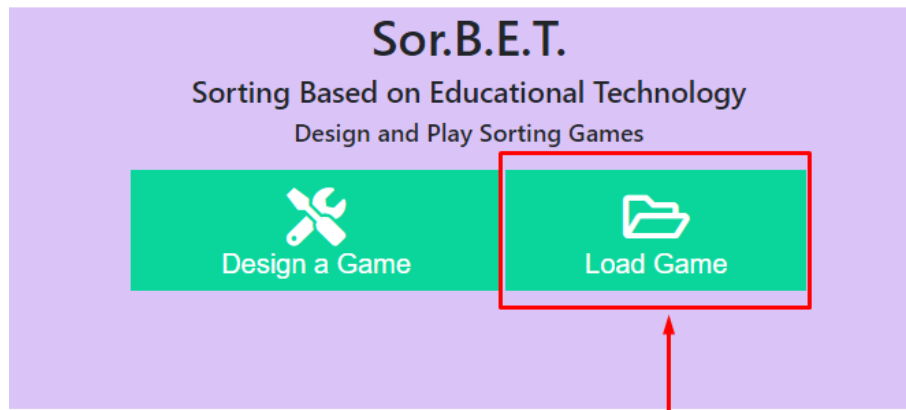 Sor.B.E.T.
Sorting Based on Educational Technology
Design and Play Sorting Games
Design a Game
Load Game